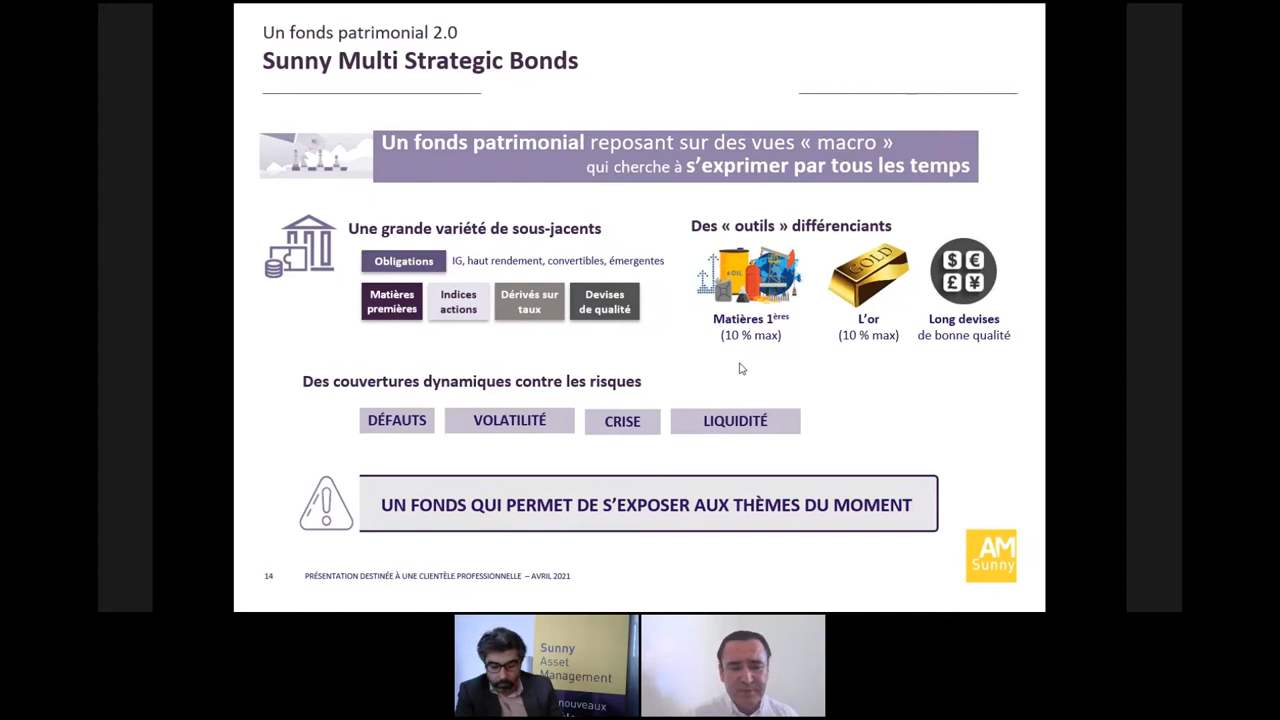 Un fonds patrimonial 2.0
Sunny Multi Strategic Bonds
Un fonds patrimonial reposant sur des vues « macro »
qui cherche à s’exprimer par tous les temps
Une grande variété de sous-jacents
Obligations
IG, haut rendement, convertibles, émergentes
Matières
premières
Indices
actions
Dérivés sur
taux
Devises
de qualité
Des « outils » différenciants
OIL
GOLD
$ €
£ ¥
Matières 1ères
(10 % max)
L’or
(10 % max)
Long devises
de bonne qualité
Des couvertures dynamiques contre les risques
DÉFAUTS
VOLATILITÉ
CRISE
LIQUIDITÉ
UN FONDS QUI PERMET DE S’EXPOSER AUX THÈMES DU MOMENT
AM
Sunny
14
PRÉSENTATION DESTINÉE À UNE CLIENTÈLE PROFESSIONNELLE – AVRIL 2021
Sunny
Asset
Management
nouveaux